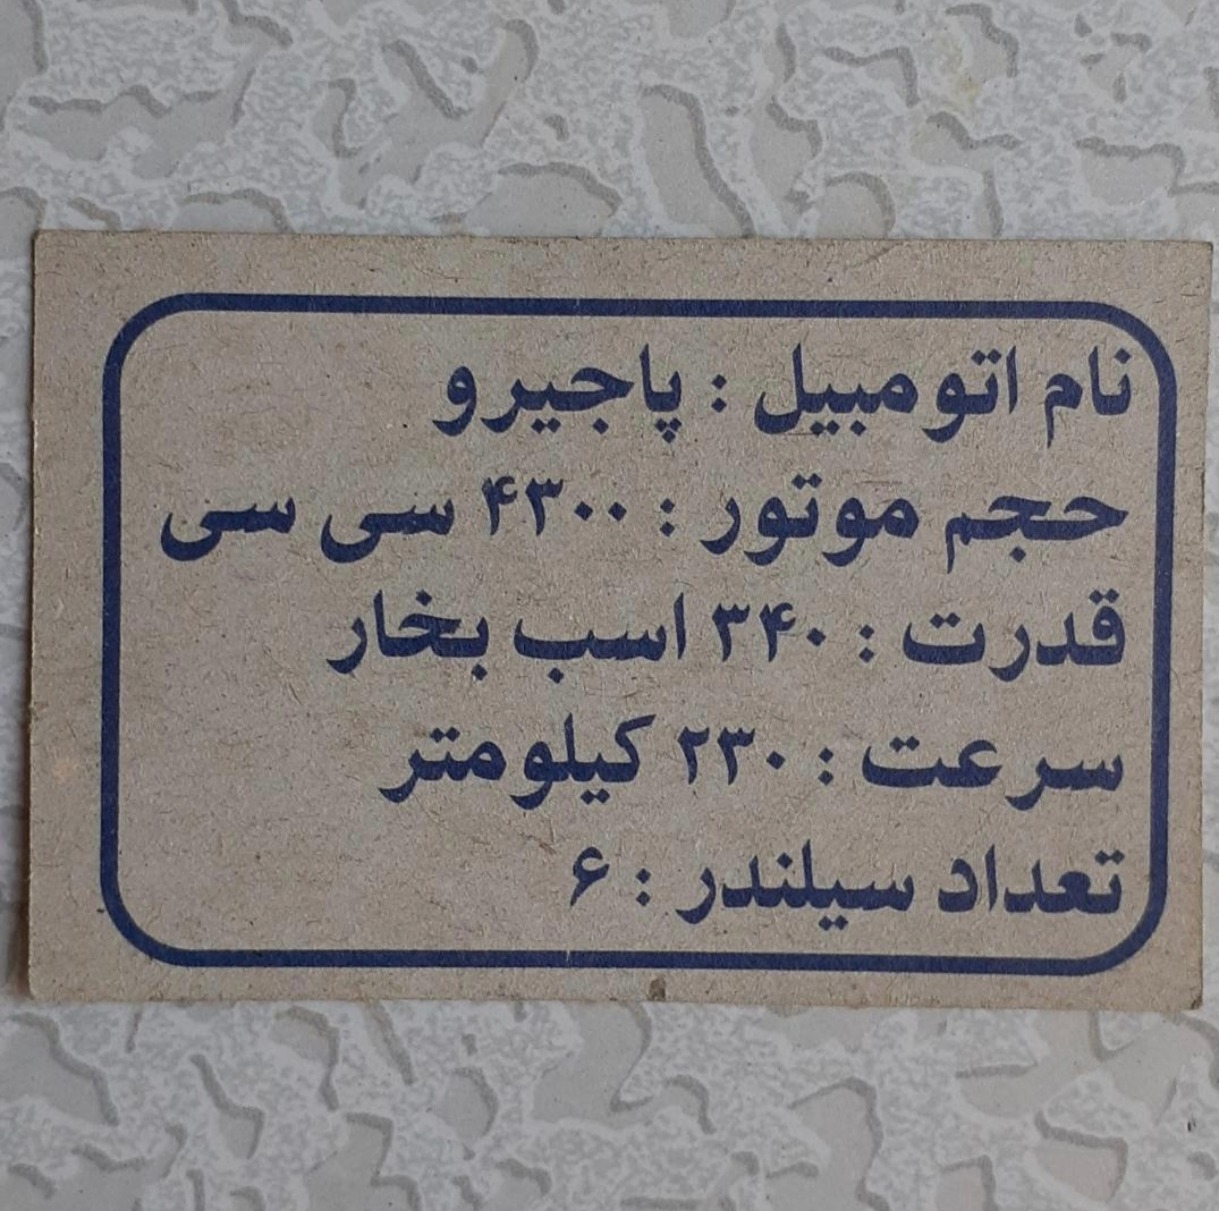 نام اتومبیل : پاجیرو
حجم موتور : ۴۳۰۰ سی سی
قدرت : ۳۴۰ اسب بخار
سرعت : ۲۳۰ کیلومتر
تعداد سیلندر : ۶